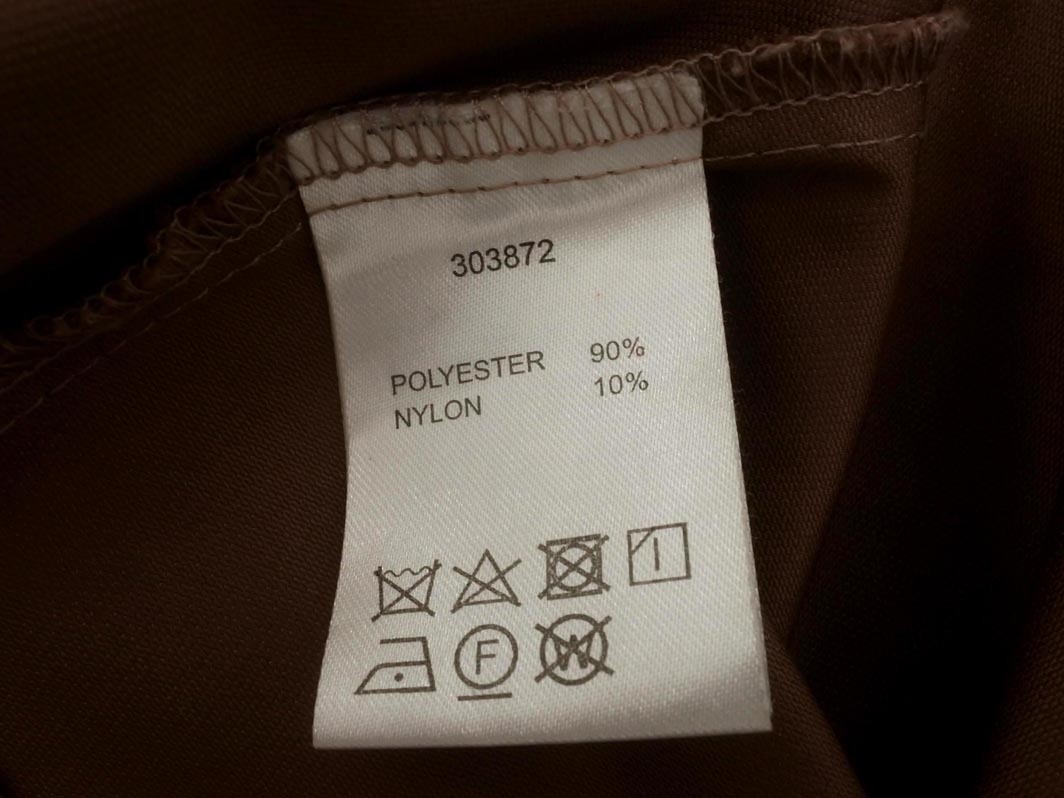 303872
POLYESTER 90%
NYLON 10%
F
W